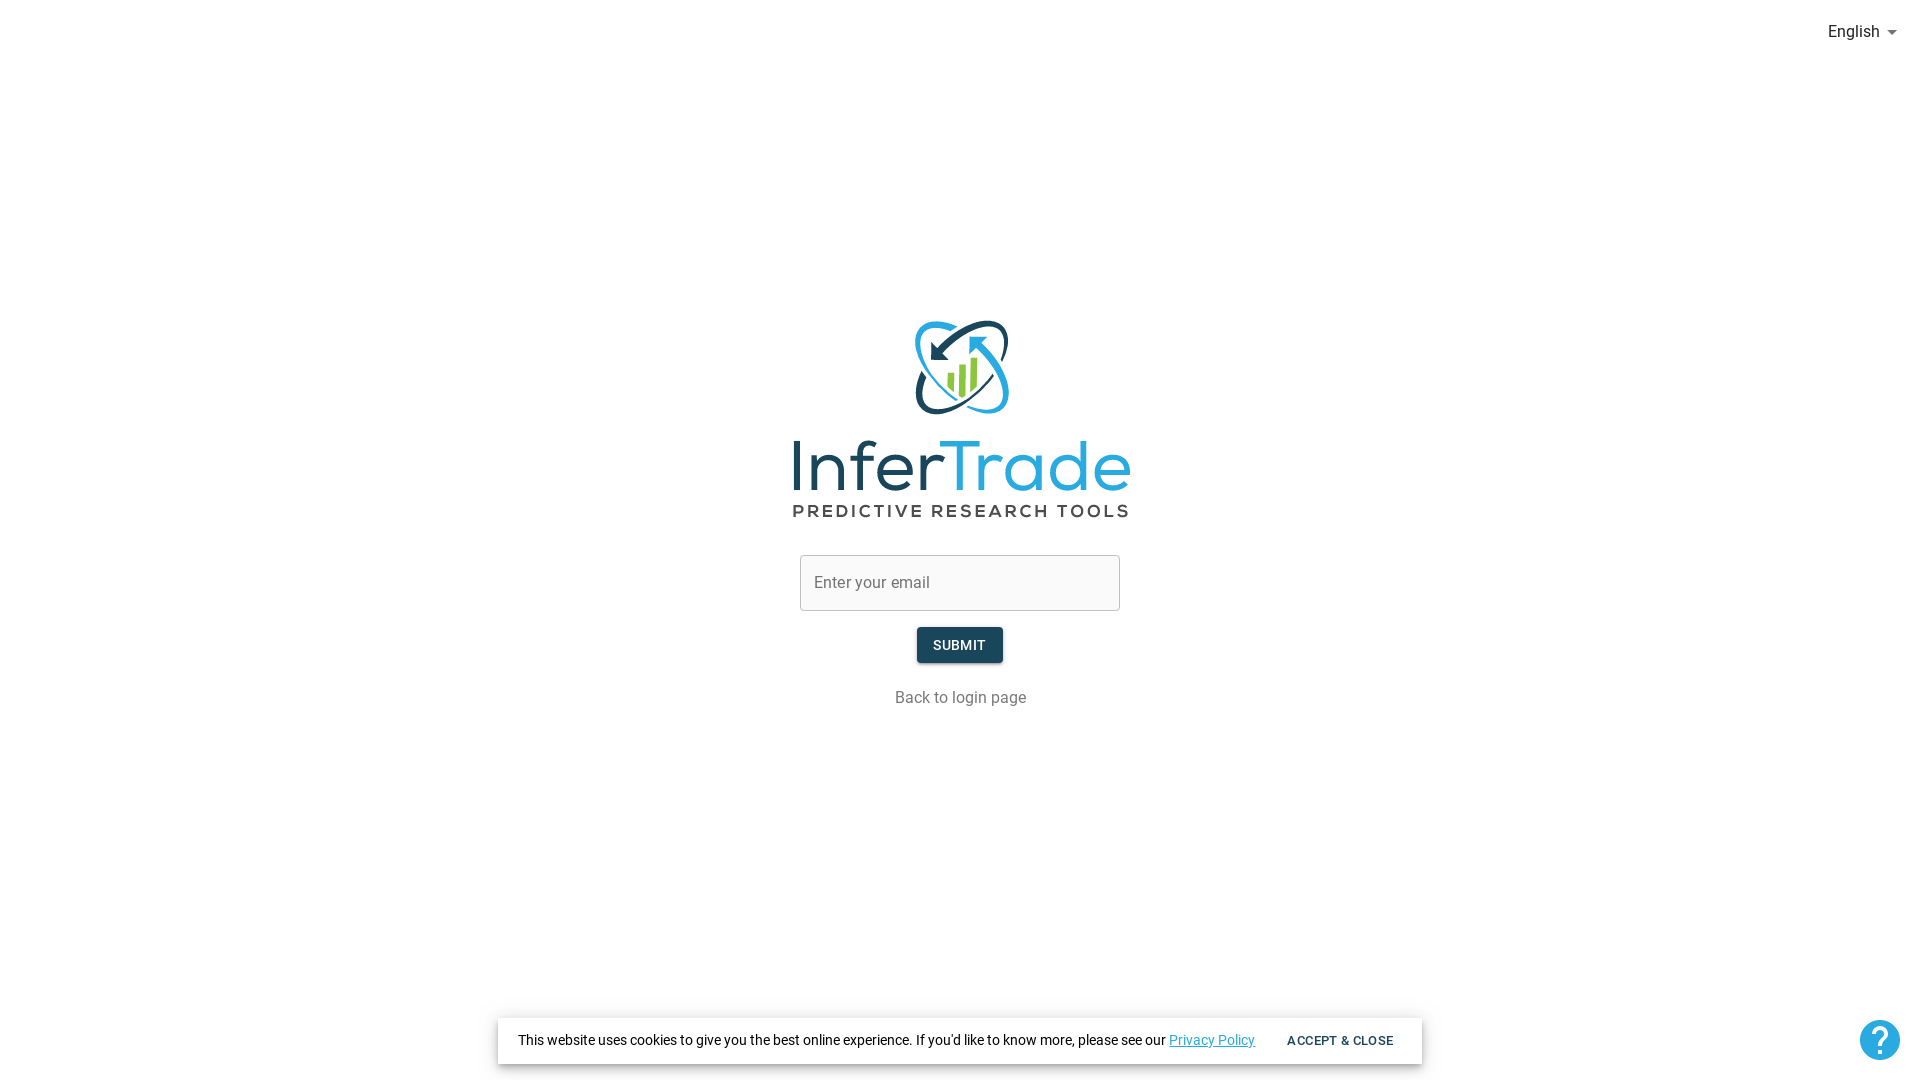 English
InferTrade
PREDICTIVE RESEARCH TOOLS
Enter your email
SUBMIT
Back to login page
This website uses cookies to give you the best online experience. If you'd like to know more, please see our Privacy Policy ACCEPT & CLOSE